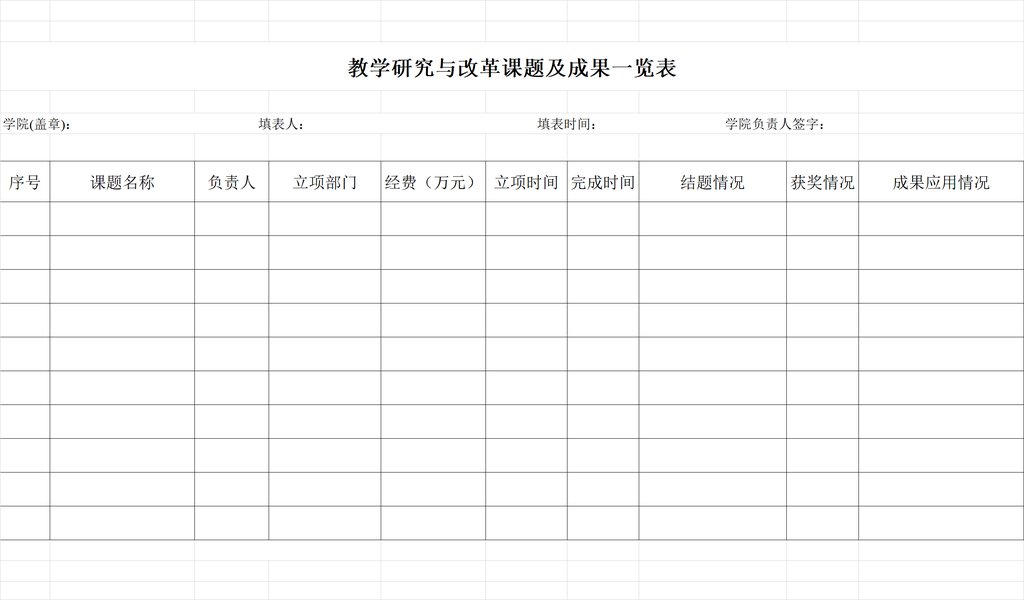 教学研究与改革课题及成果一览表
学院(盖章): 填表人: 填表时间: 学院负责人签字:
序号 课题名称 负责人 立项部门 经费（万元） 立项时间 完成时间 结题情况 获奖情况 成果应用情况